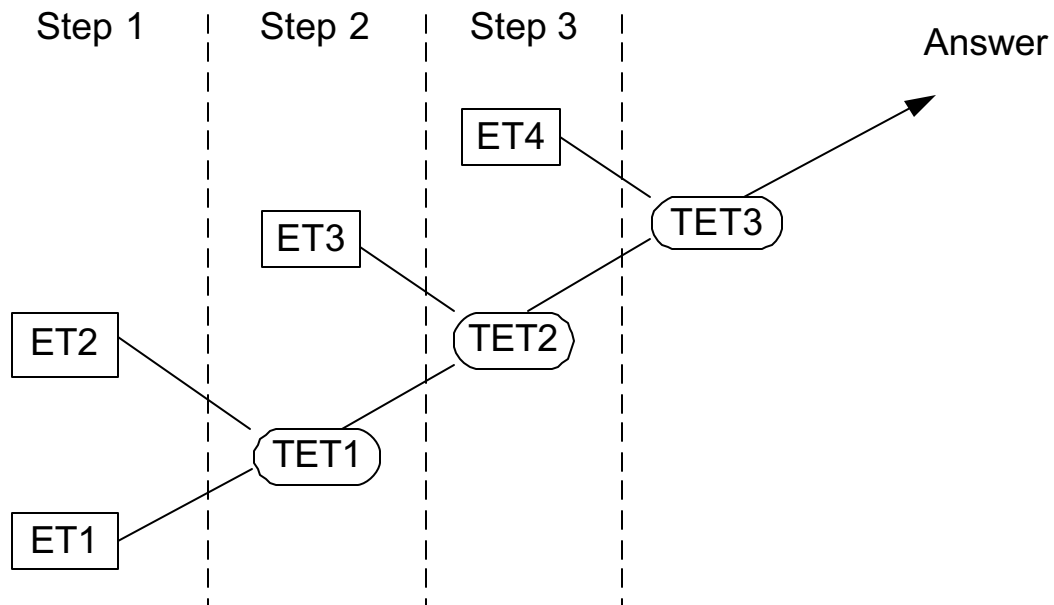 Step 1
Step 2
Step 3
Answer
ET4
TET3
ET3
ET2
TET2
TET1
ET1